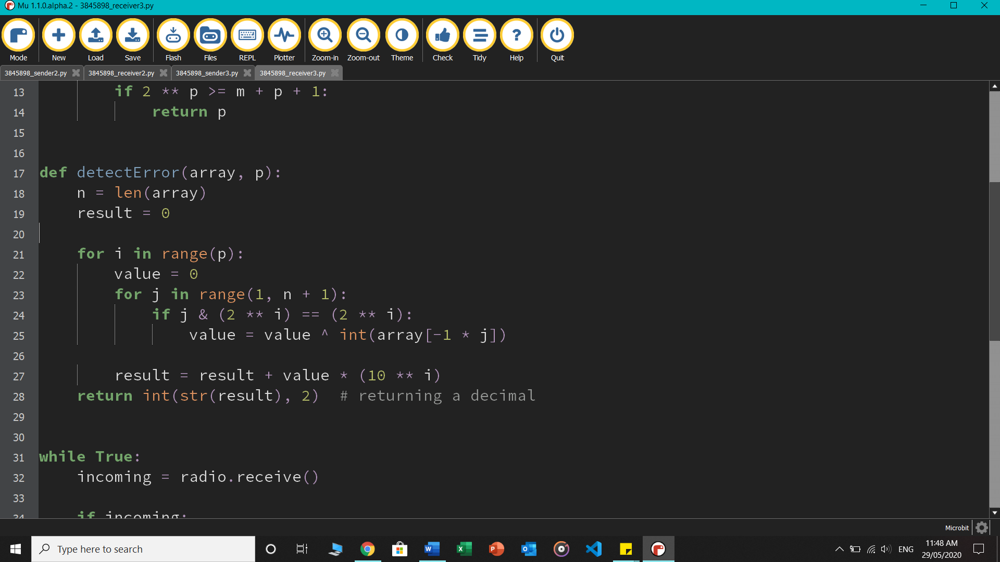 Mu 1.1.0.alpha.2 - 3845898_receiver3.py
Mode New Load Save Flash Files REPL Plotter Zoom-in Zoom-out Theme Check Tidy Help Quit
3845898_sender2.py 3845898_receiver2.py 3845898_sender3.py 3845898_receiver3.py
13 if 2 ** p >= m + p + 1:
14 return p
15
16
17 def detectError(array, p):
18 n = len(array)
19 result = 0
20
21 for i in range(p):
22 value = 0
23 for j in range(1, n + 1):
24 if j & (2 ** i) == (2 ** i):
25 value = value ^ int(array[-1 * j])
26
27 result = result + value * (10 ** i)
28 return int(str(result), 2)  # returning a decimal
29
30
31 while True:
32 incoming = radio.receive()
33
34 if incoming:
Microbit
Type here to search
ENG
11:48 AM
29/05/2020